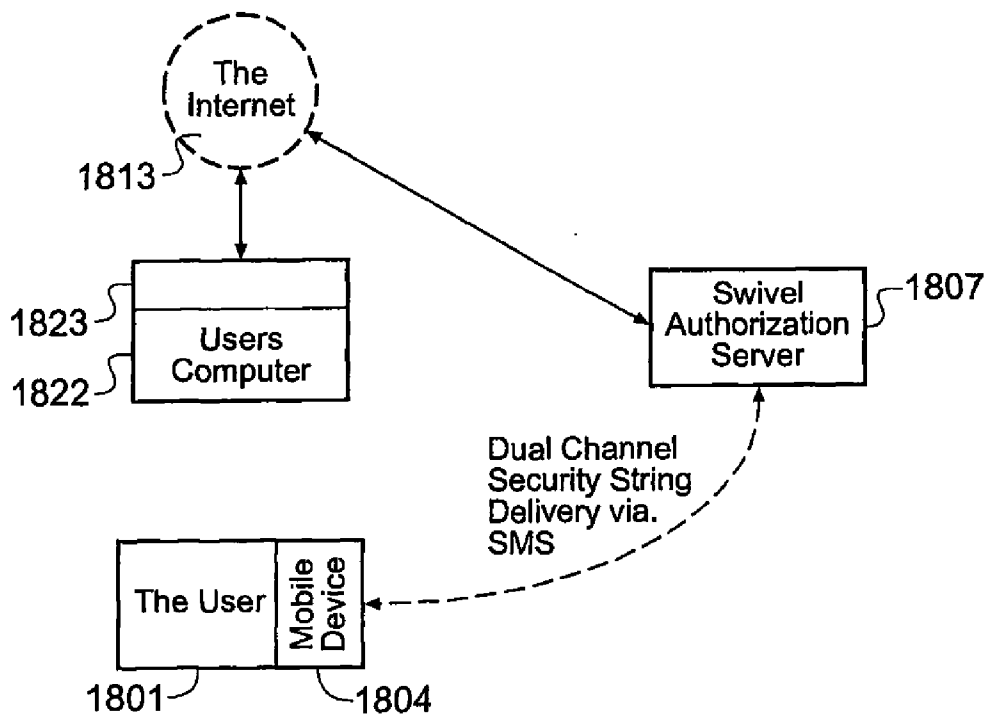 The
Internet
1813
1823
Users
Computer
1822
Swivel
Authorization
Server
1807
Dual Channel
Security String
Delivery via.
SMS
The User
Mobile
Device
1801
1804